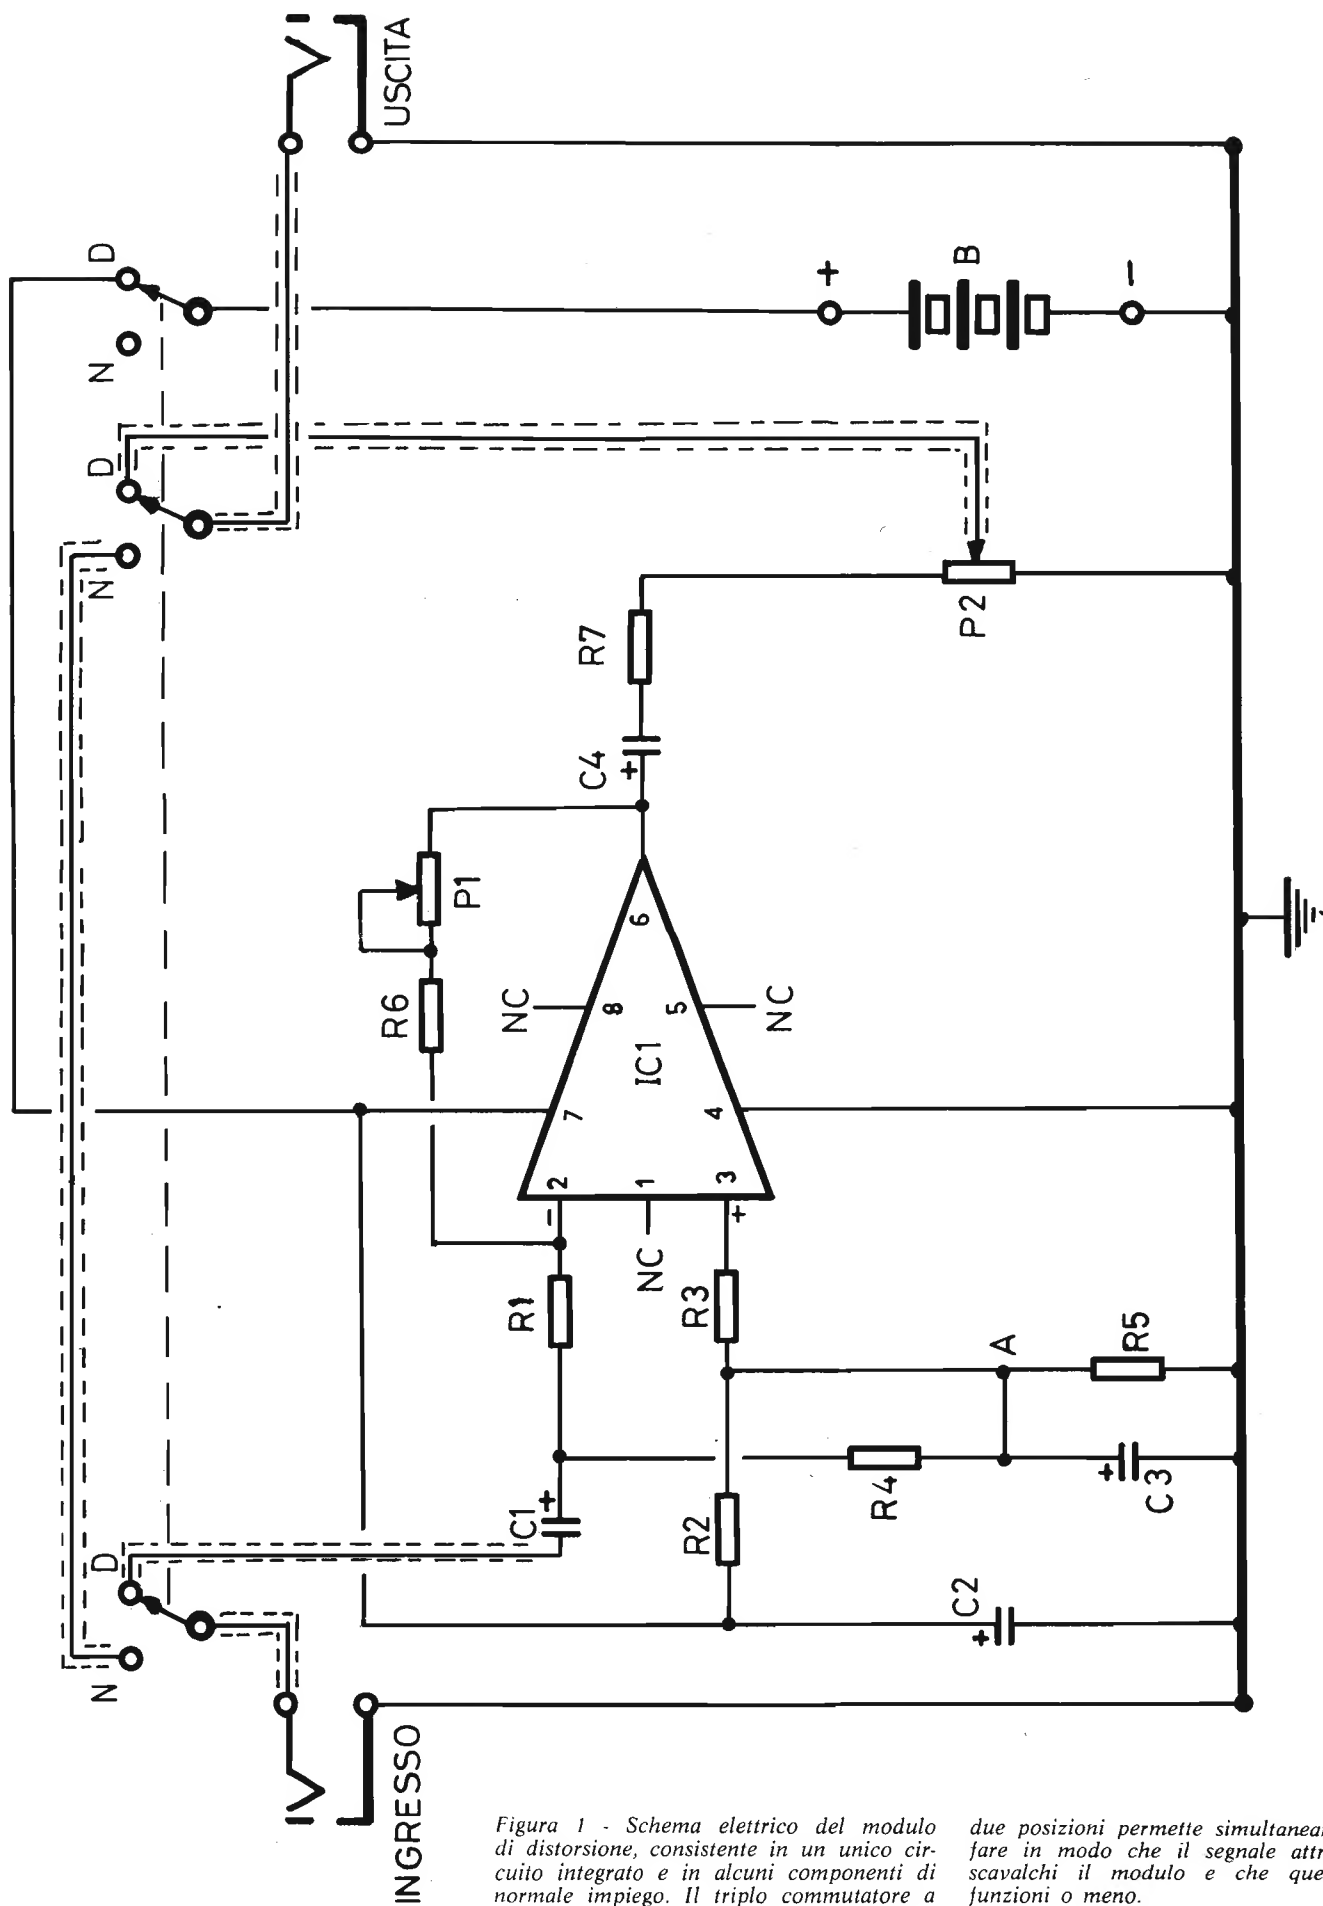 USCITA
D
N
D
N
+
B
−
R7
P2
C4
+
P1
R6
NC
8
6
5
NC
IC1
7
4
2
1
3
−
+
NC
R1
R3
A
R5
C1
+
R2
R4
+
C3
D
N
C2
+
INGRESSO
Figura 1 - Schema elettrico del modulo
di distorsione, consistente in un unico cir-
cuito integrato e in alcuni componenti di
normale impiego. Il triplo commutatore a
due posizioni permette simultanea
fare in modo che il segnale attr
scavalchi il modulo e che que
funzioni o meno.